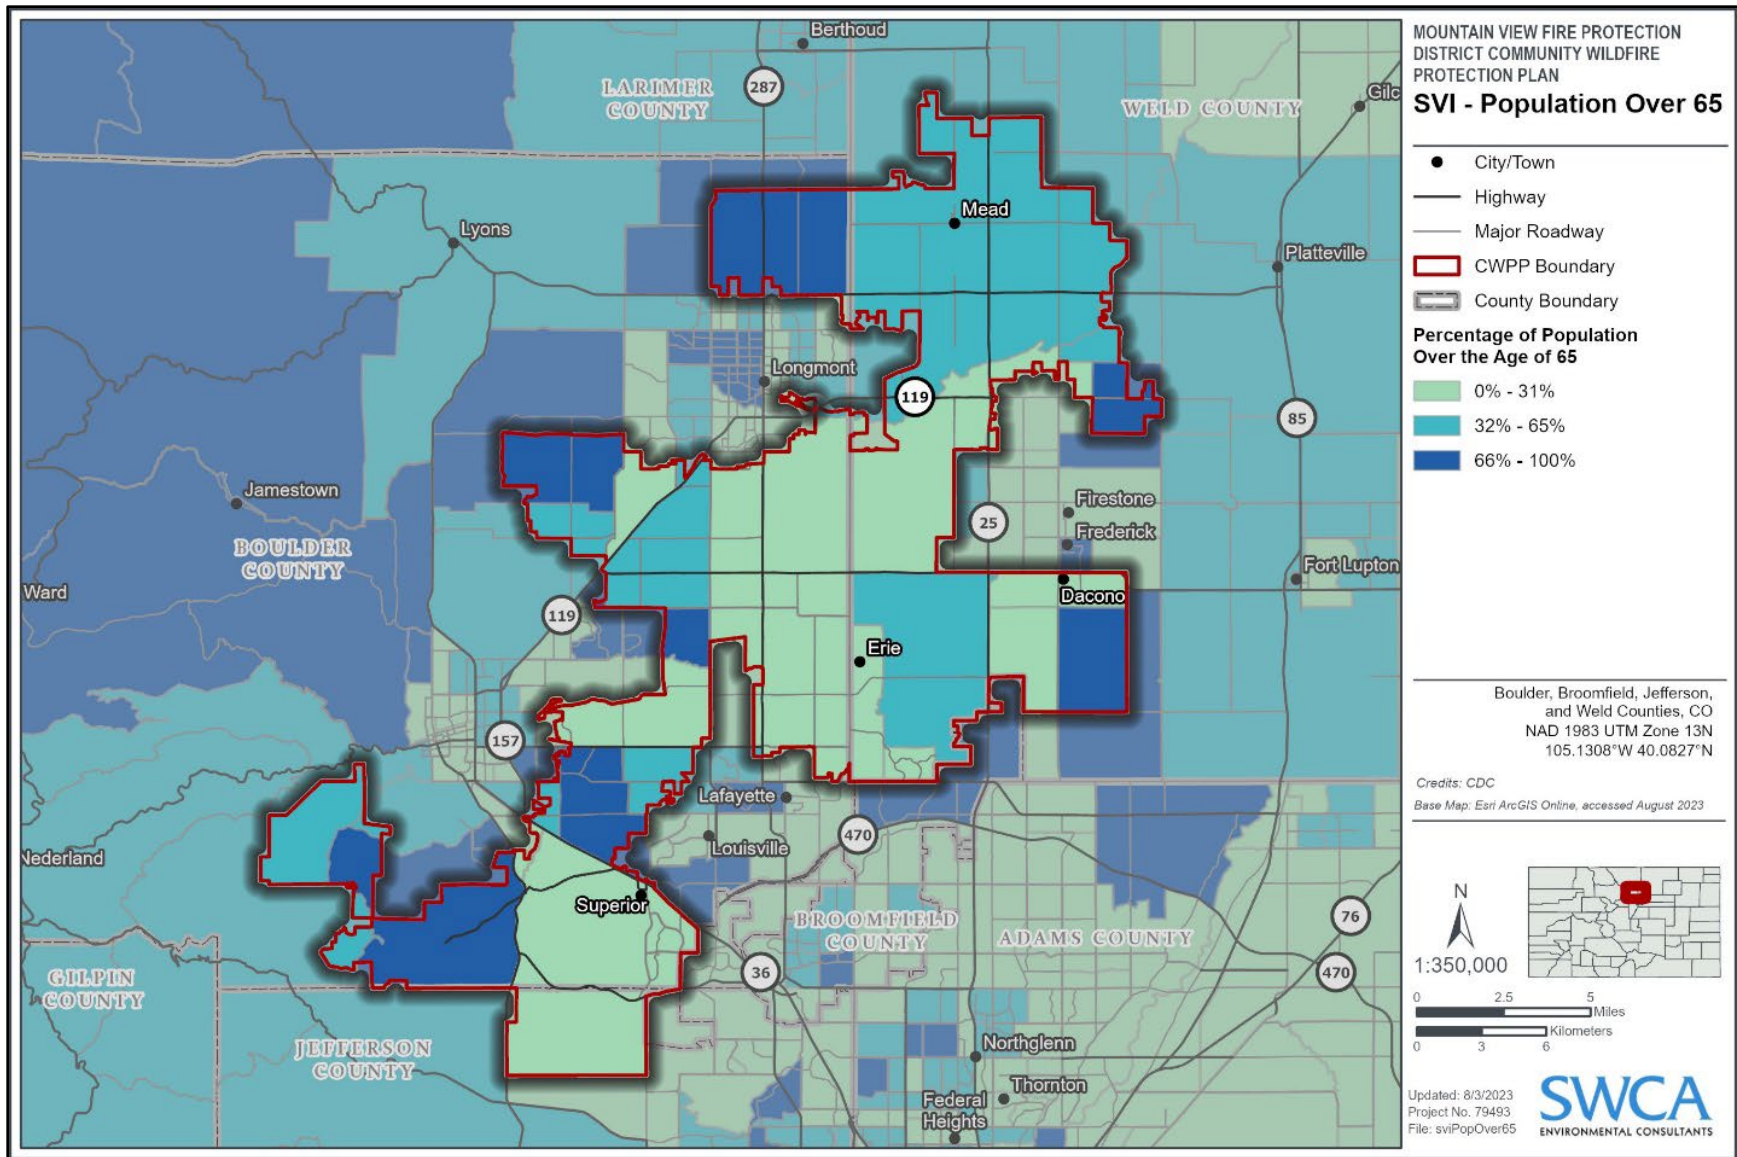 Berthoud
LARIMER
COUNTY
287
WELD COUNTY
Gilc
Mead
Lyons
Platteville
Longmont
119
85
Jamestown
BOULDER
COUNTY
Firestone
25
Frederick
Fort Lupton
Ward
Dacono
119
Erie
157
Lafayette
470
Louisville
Nederland
Superior
BROOMFIELD
COUNTY
ADAMS COUNTY
76
36
470
GILPIN
COUNTY
JEFFERSON
COUNTY
Northglenn
Thornton
Federal
Heights
MOUNTAIN VIEW FIRE PROTECTION
DISTRICT COMMUNITY WILDFIRE
PROTECTION PLAN
SVI - Population Over 65
City/Town
Highway
Major Roadway
CWPP Boundary
County Boundary
Percentage of Population
Over the Age of 65
0% - 31%
32% - 65%
66% - 100%
Boulder, Broomfield, Jefferson,
and Weld Counties, CO
NAD 1983 UTM Zone 13N
105.1308°W 40.0827°N
Credits: CDC
Base Map: Esri ArcGIS Online, accessed August 2023
N
1:350,000
0 2.5 5
Miles
Kilometers
0 3 6
Updated: 8/3/2023
Project No. 79493
File: sviPopOver65
SWCA
ENVIRONMENTAL CONSULTANTS